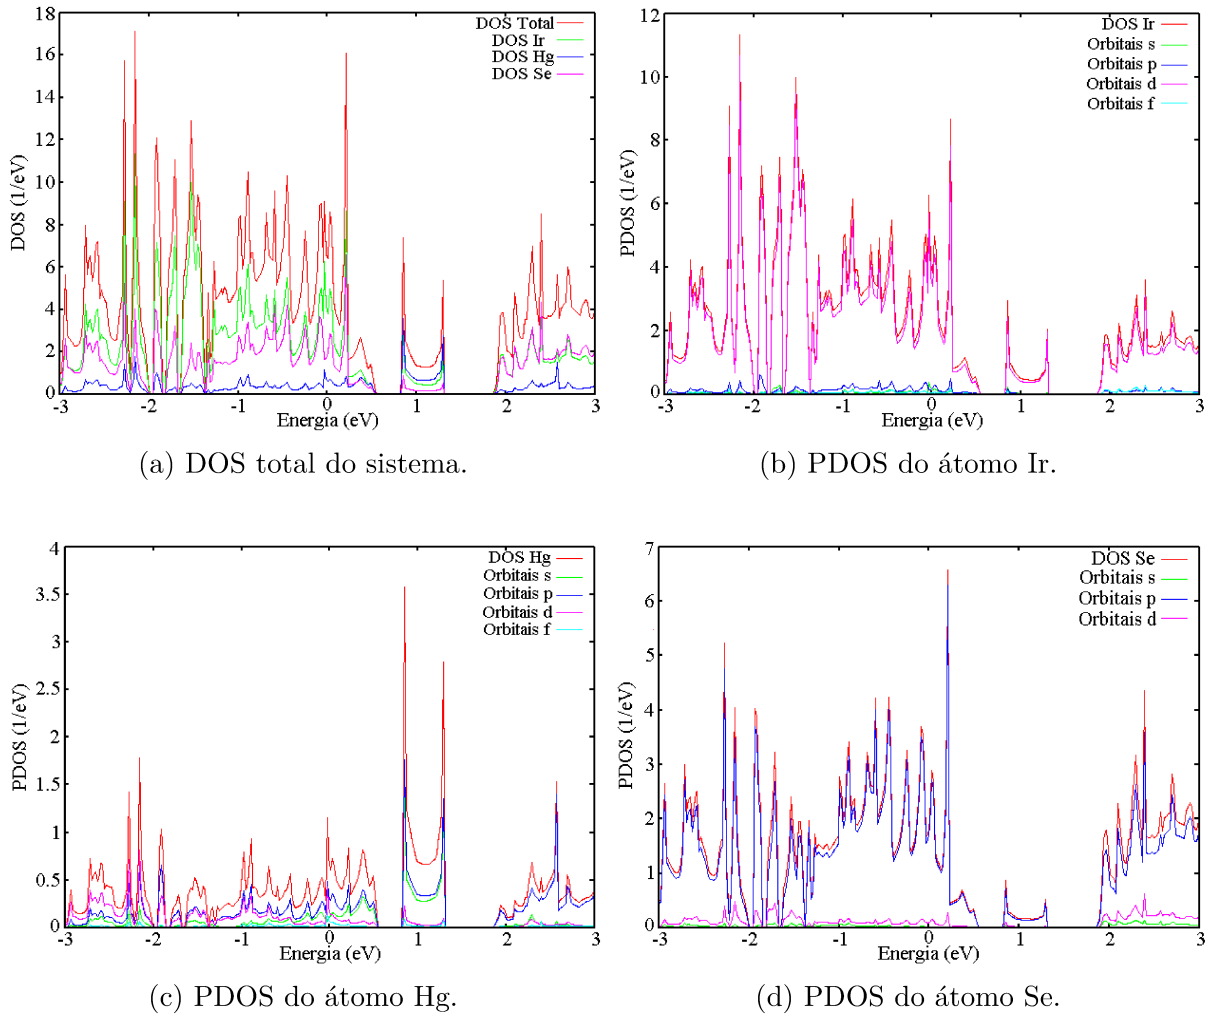 18
16
14
12
10
8
6
4
2
0
-3
-2
-1
0
1
2
3
DOS (1/eV)
Energia (eV)
DOS Total
DOS Ir
DOS Hg
DOS Se
(a) DOS total do sistema.
12
10
8
6
4
2
0
-3
-2
-1
0
1
2
3
PDOS (1/eV)
Energia (eV)
DOS Ir
Orbitais s
Orbitais p
Orbitais d
Orbitais f
(b) PDOS do átomo Ir.
4
3.5
3
2.5
2
1.5
1
0.5
0
-3
-2
-1
0
1
2
3
PDOS (1/eV)
Energia (eV)
DOS Hg
Orbitais s
Orbitais p
Orbitais d
Orbitais f
(c) PDOS do átomo Hg.
7
6
5
4
3
2
1
0
-3
-2
-1
0
1
2
3
PDOS (1/eV)
Energia (eV)
DOS Se
Orbitais s
Orbitais p
Orbitais d
(d) PDOS do átomo Se.